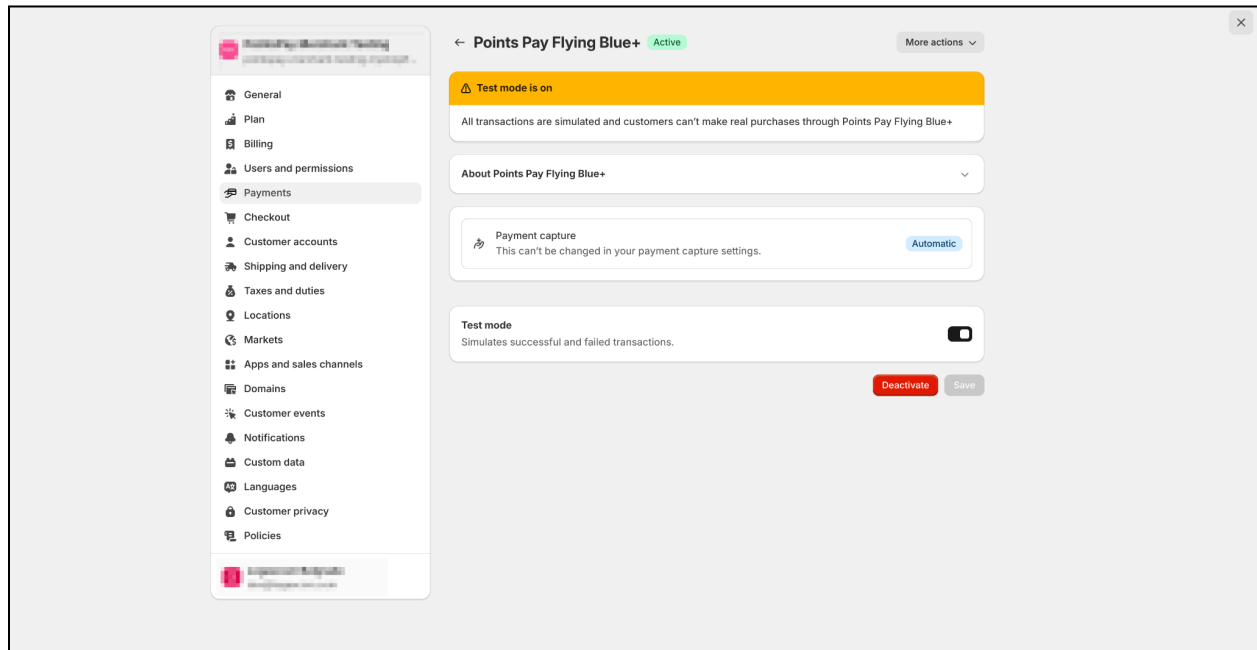 Points Pay Flying Blue+
Active
More actions
Test mode is on
All transactions are simulated and customers can't make real purchases through Points Pay Flying Blue+
About Points Pay Flying Blue+
Payment capture
This can't be changed in your payment capture settings.
Automatic
Test mode
Simulates successful and failed transactions.
Deactivate
Save
General
Plan
Billing
Users and permissions
Payments
Checkout
Customer accounts
Shipping and delivery
Taxes and duties
Locations
Markets
Apps and sales channels
Domains
Customer events
Notifications
Custom data
Languages
Customer privacy
Policies